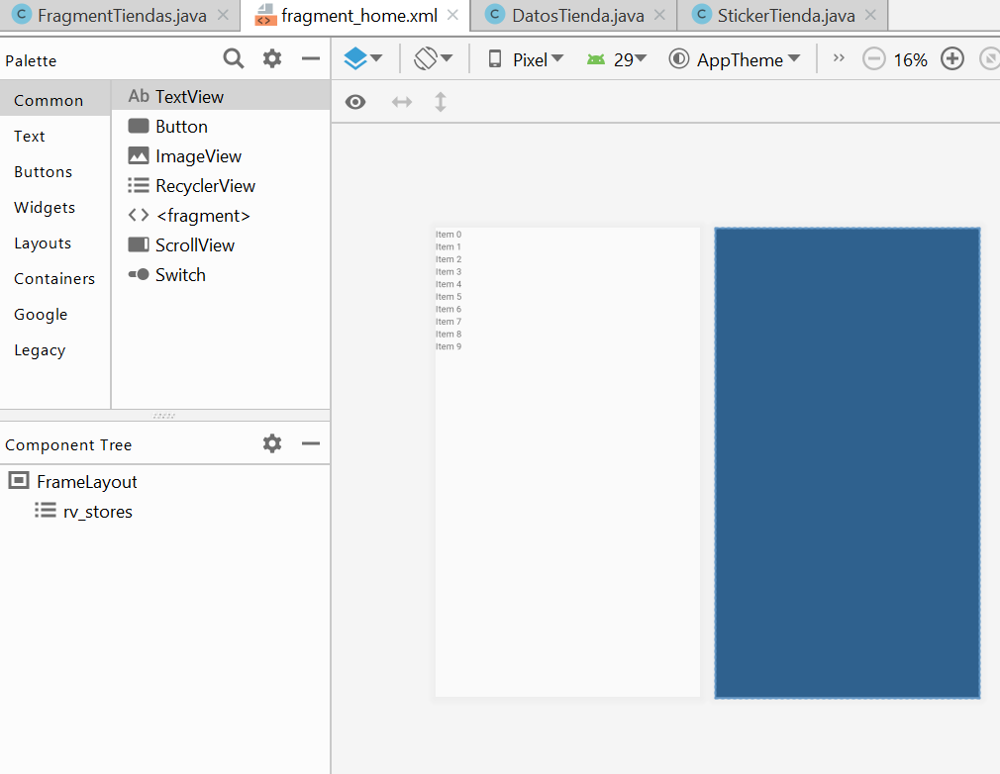 FragmentTiendas.java
fragment_home.xml
DatosTienda.java
StickerTienda.java
Palette
Pixel
29
AppTheme
16%
Common
Text
Buttons
Widgets
Layouts
Containers
Google
Legacy
Ab TextView
Button
ImageView
RecyclerView
<fragment>
ScrollView
Switch
Component Tree
FrameLayout
rv_stores
Item 0
Item 1
Item 2
Item 3
Item 4
Item 5
Item 6
Item 7
Item 8
Item 9